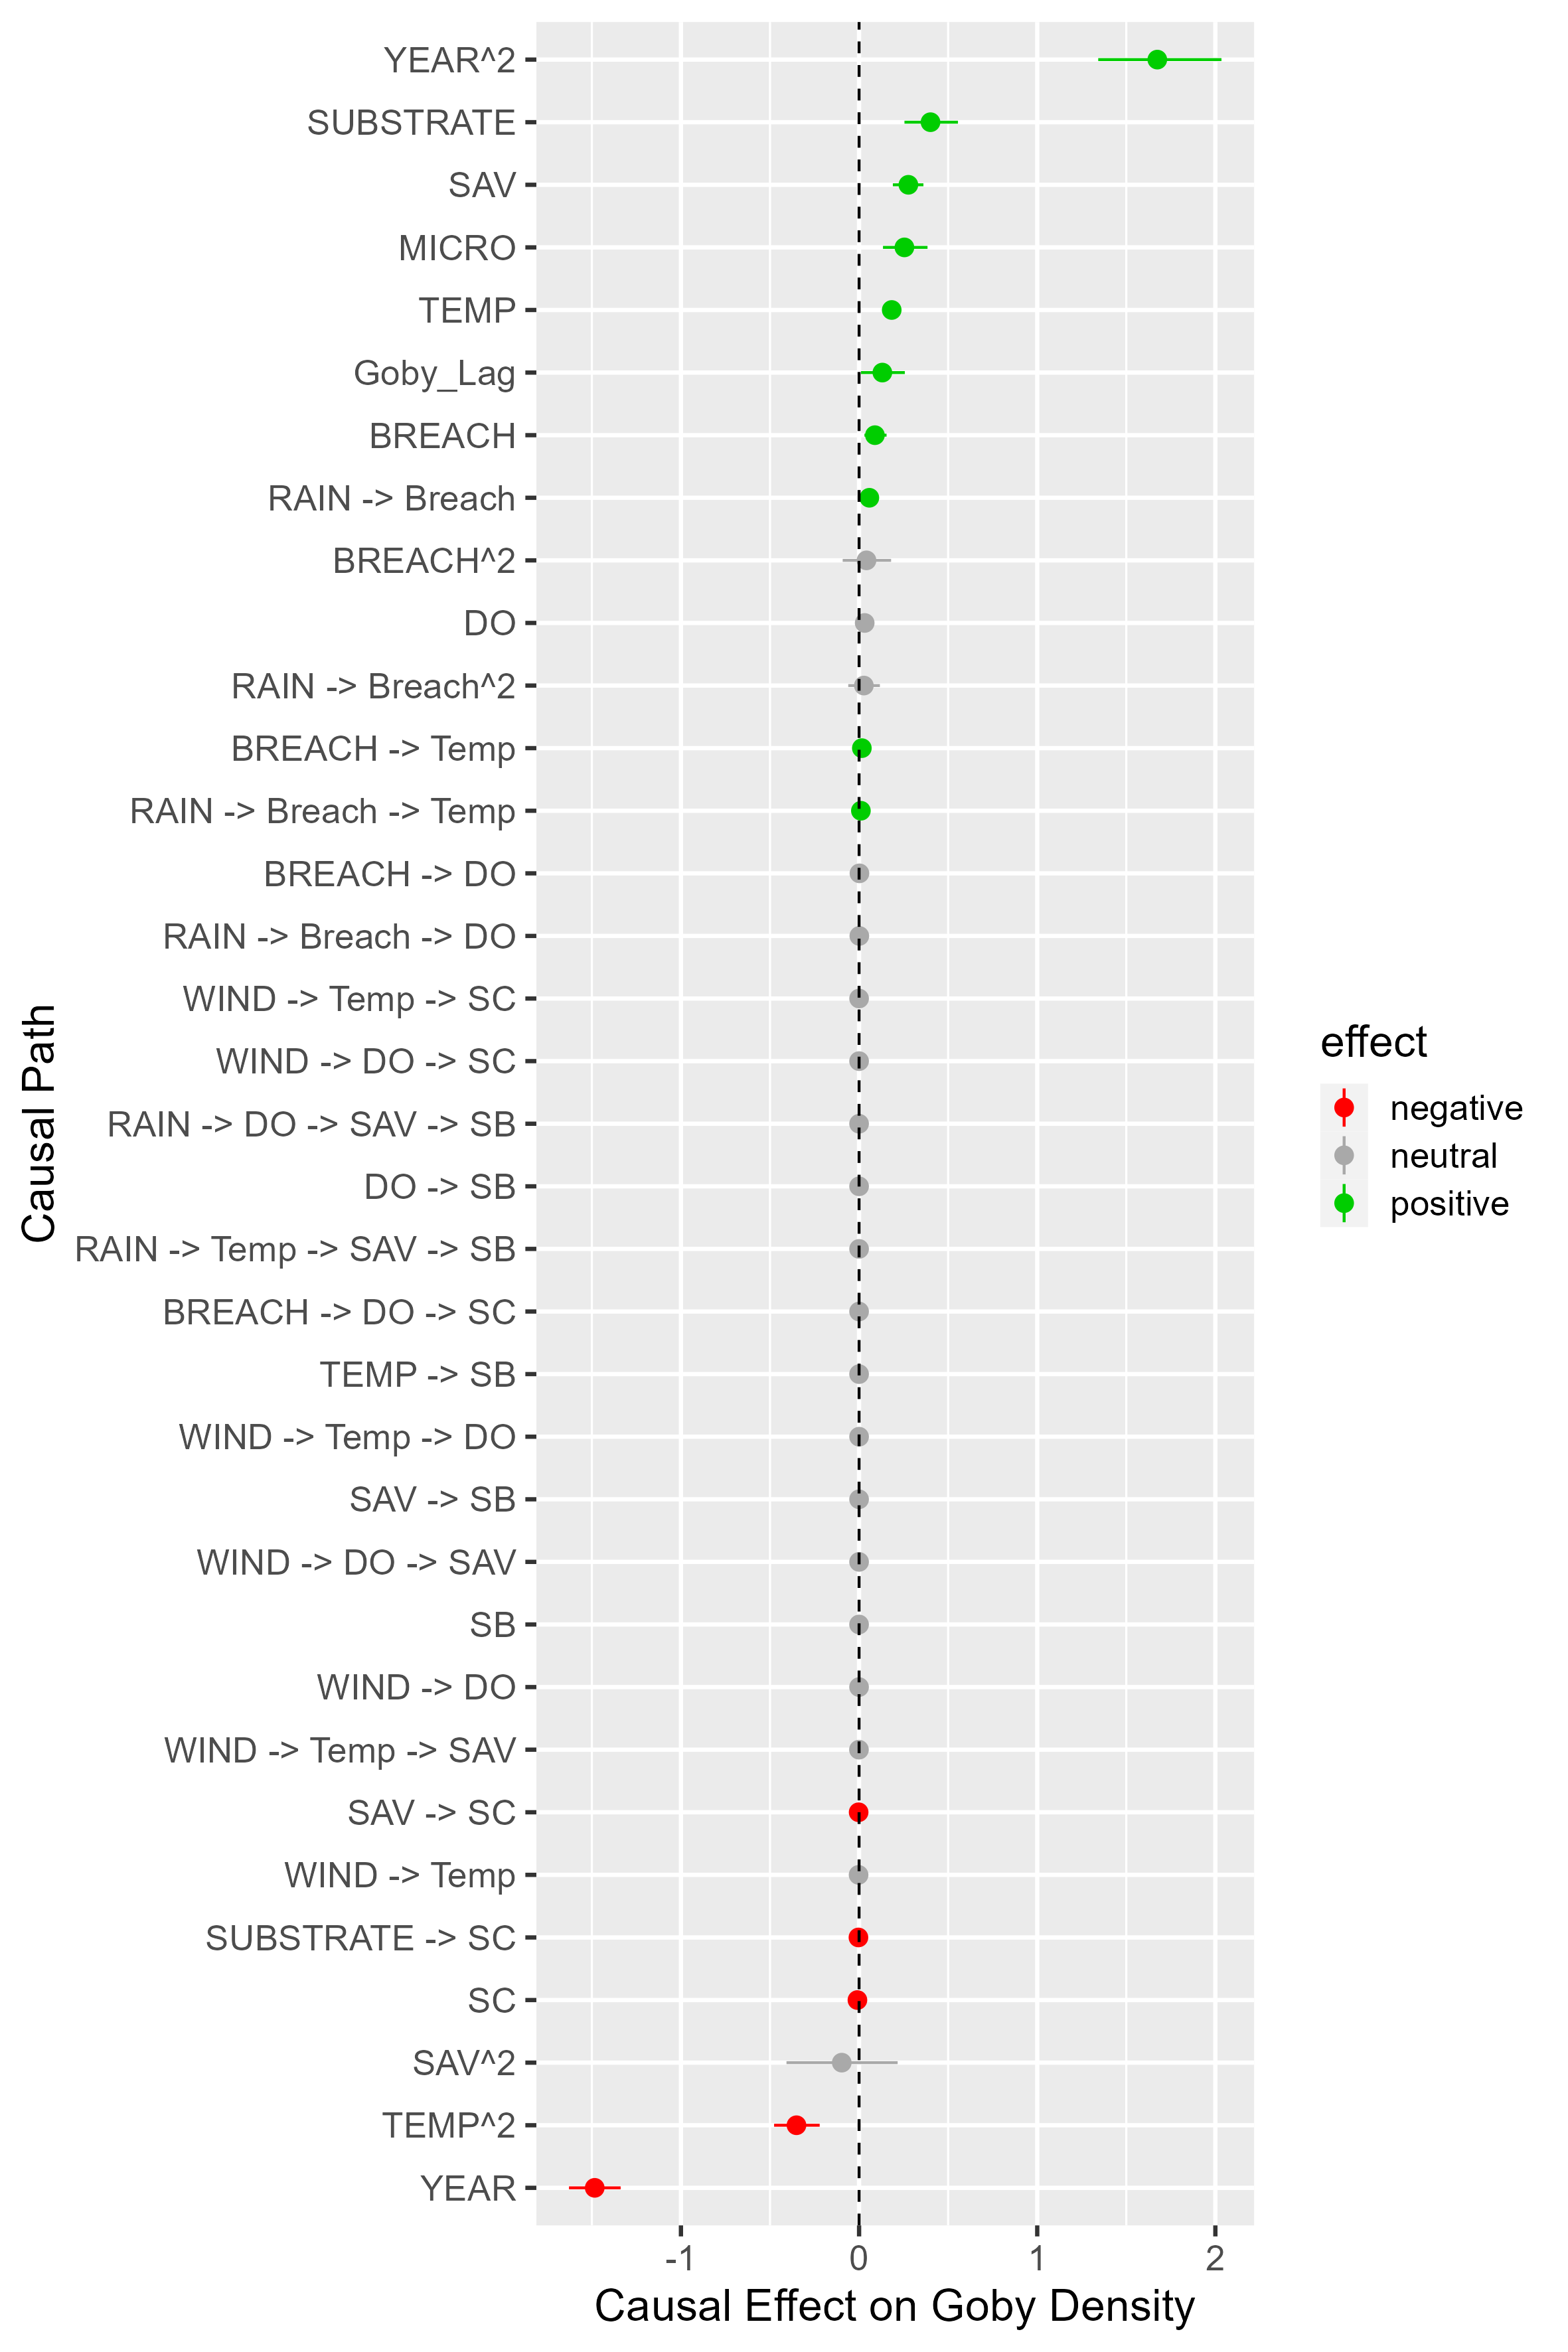 YEAR^2
SUBSTRATE
SAV
MICRO
TEMP
Goby_Lag
BREACH
RAIN -> Breach
BREACH^2
DO
RAIN -> Breach^2
BREACH -> Temp
RAIN -> Breach -> Temp
BREACH -> DO
RAIN -> Breach -> DO
WIND -> Temp -> SC
WIND -> DO -> SC
RAIN -> DO -> SAV -> SB
DO -> SB
RAIN -> Temp -> SAV -> SB
BREACH -> DO -> SC
TEMP -> SB
WIND -> Temp -> DO
SAV -> SB
WIND -> DO -> SAV
SB
WIND -> DO
WIND -> Temp -> SAV
SAV -> SC
WIND -> Temp
SUBSTRATE -> SC
SC
SAV^2
TEMP^2
YEAR
Causal Path
-1 0 1 2
Causal Effect on Goby Density
effect
negative
neutral
positive